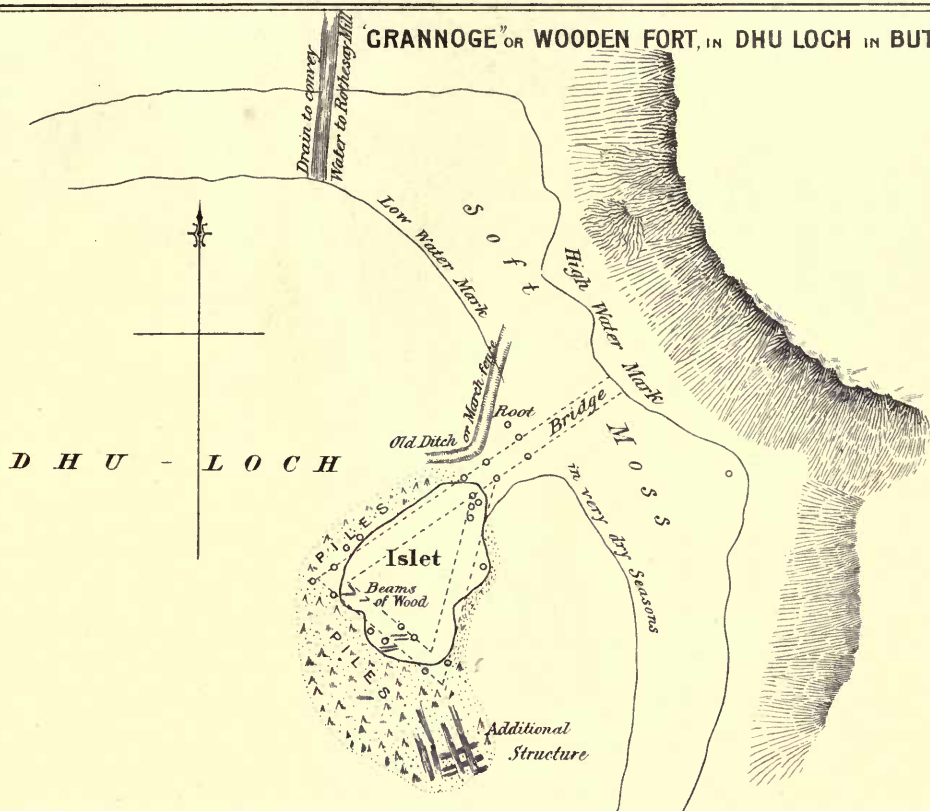 "CRANNOGE" OR WOODEN FORT, IN DHU LOCH IN BUT
Drain to convey
Water to Rothesay Mill
Low Water Mark
Soft
High Water Mark
Old Ditch or March fence
Root
Bridge
Moss
DHU-LOCH
in very dry Seasons
PILES
Islet
Beams
of Wood
PILES
Additional
Structure